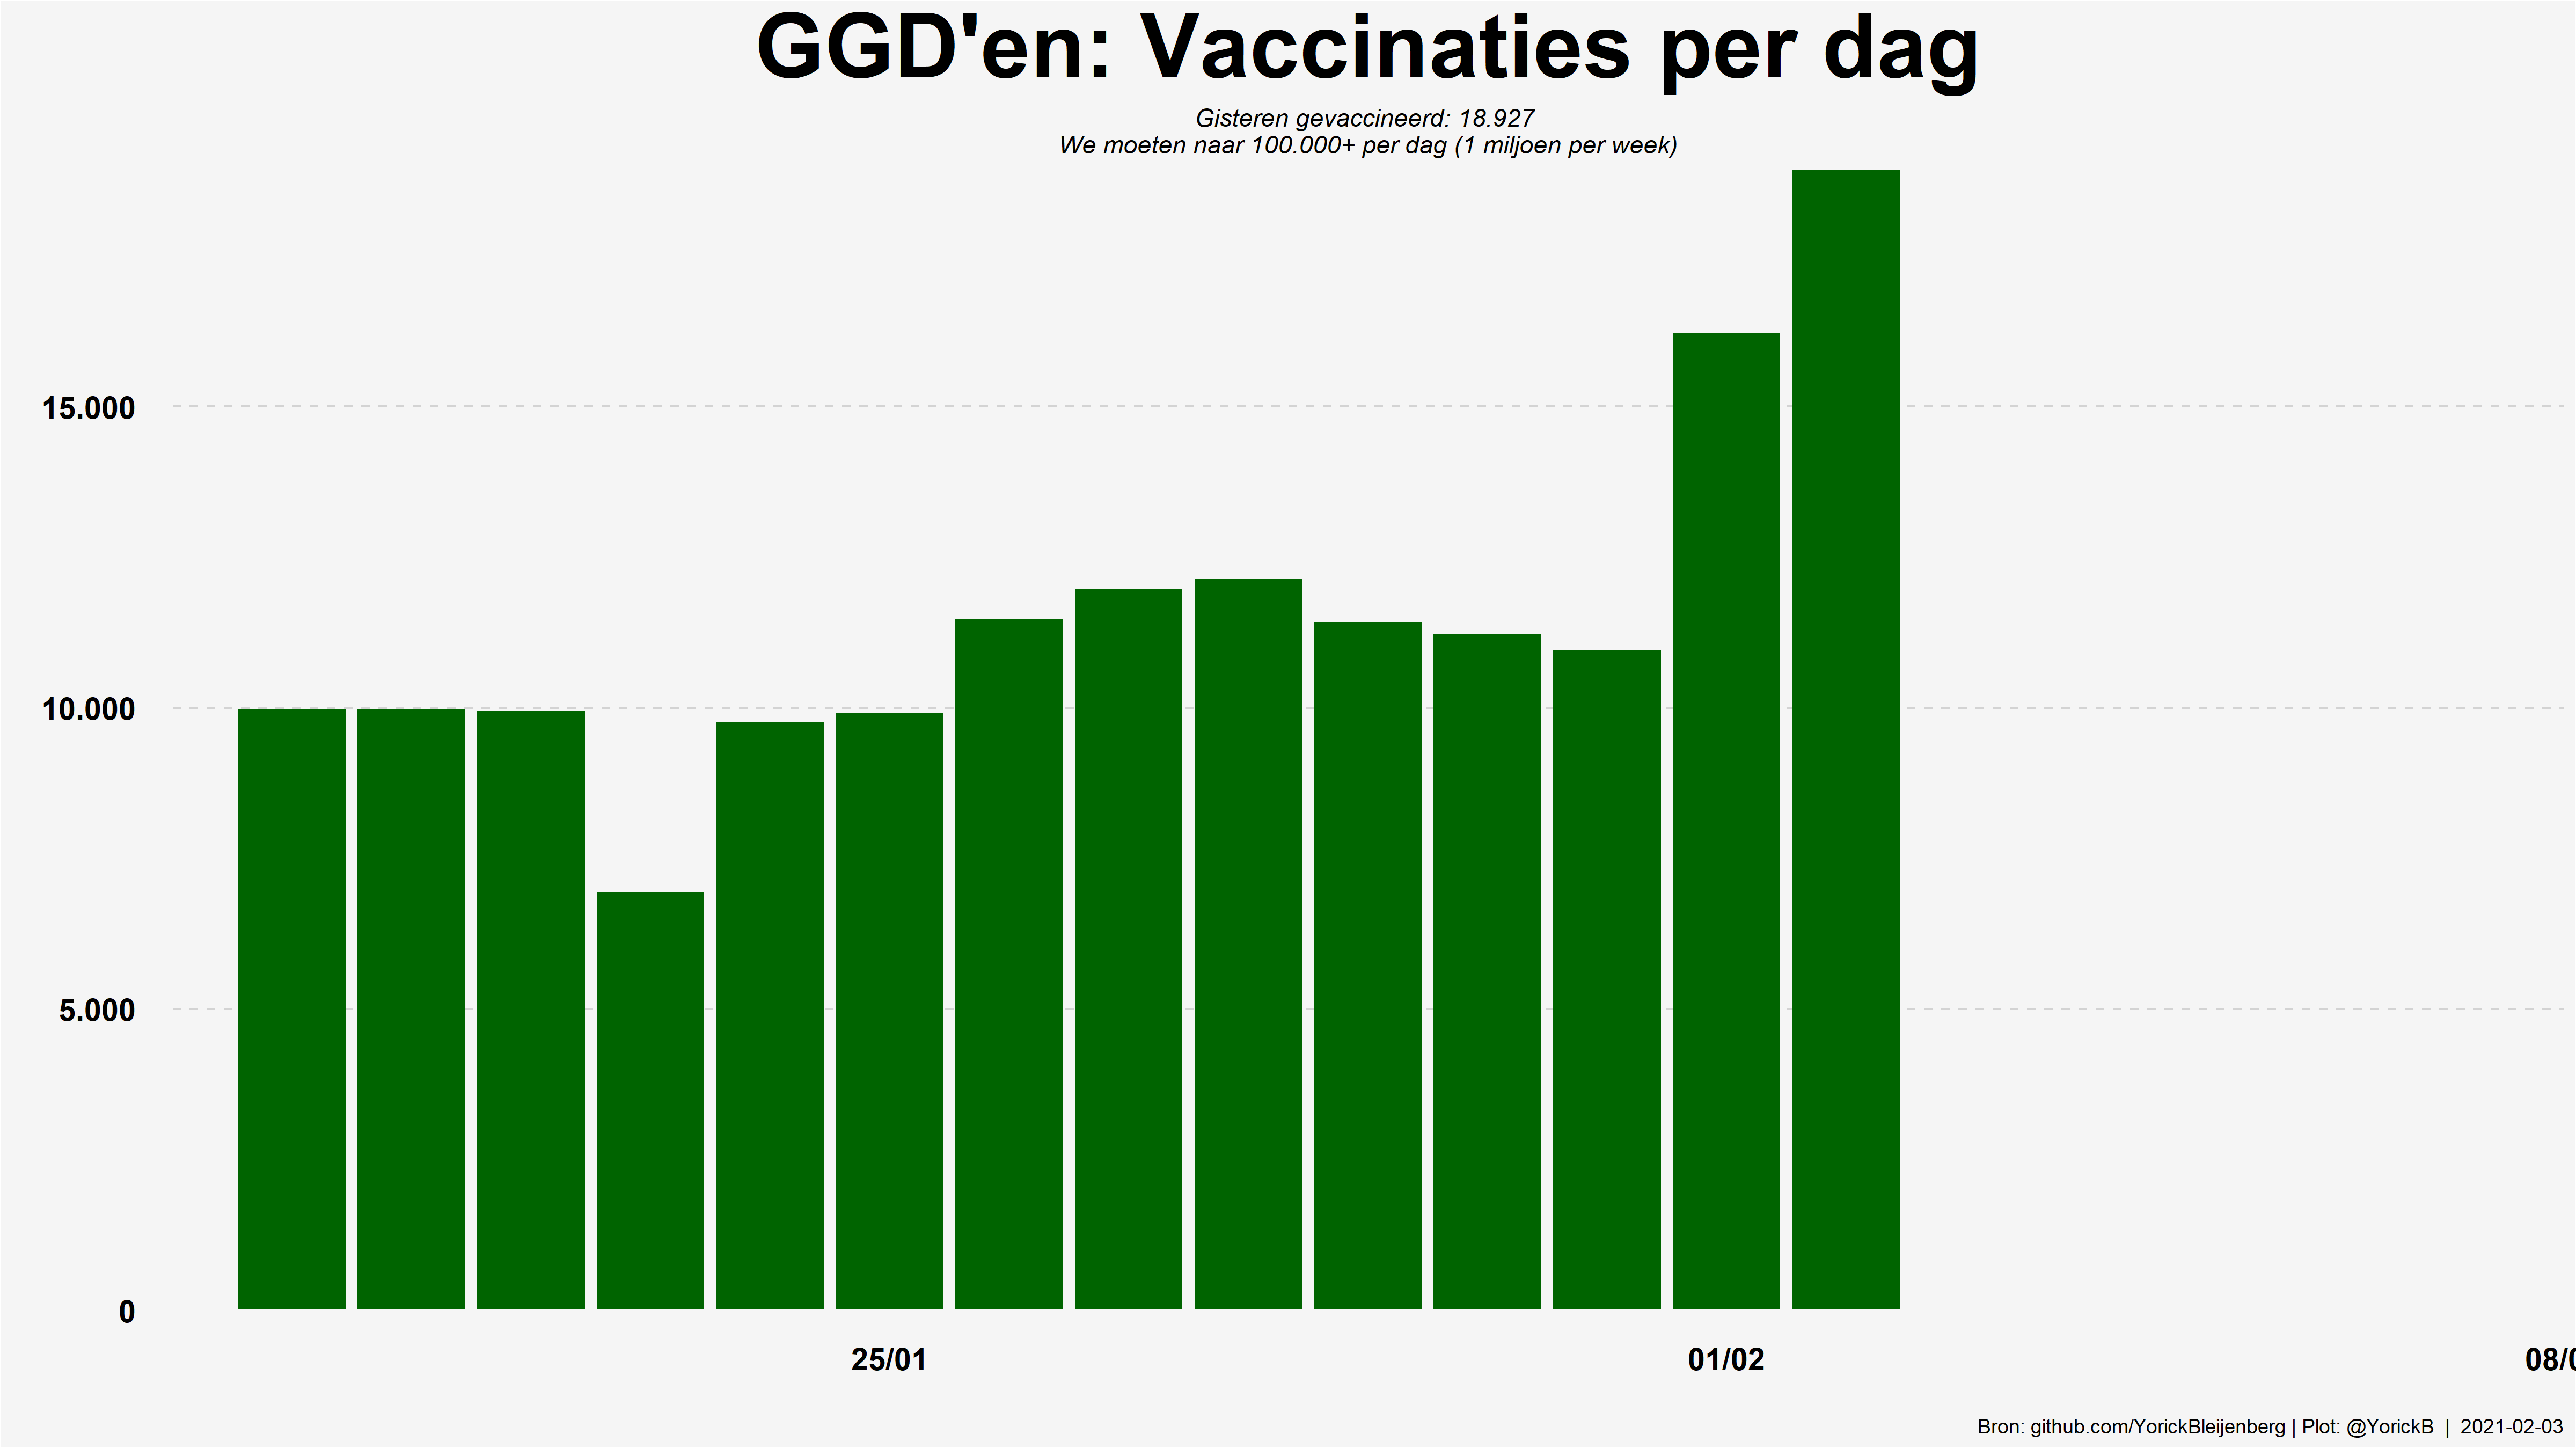 GGD'en: Vaccinaties per dag
Gisteren gevaccineerd: 18.927
We moeten naar 100.000+ per dag (1 miljoen per week)
15.000
10.000
5.000
0
25/01
01/02
08/0
Bron: github.com/YorickBleijenberg | Plot: @YorickB | 2021-02-03